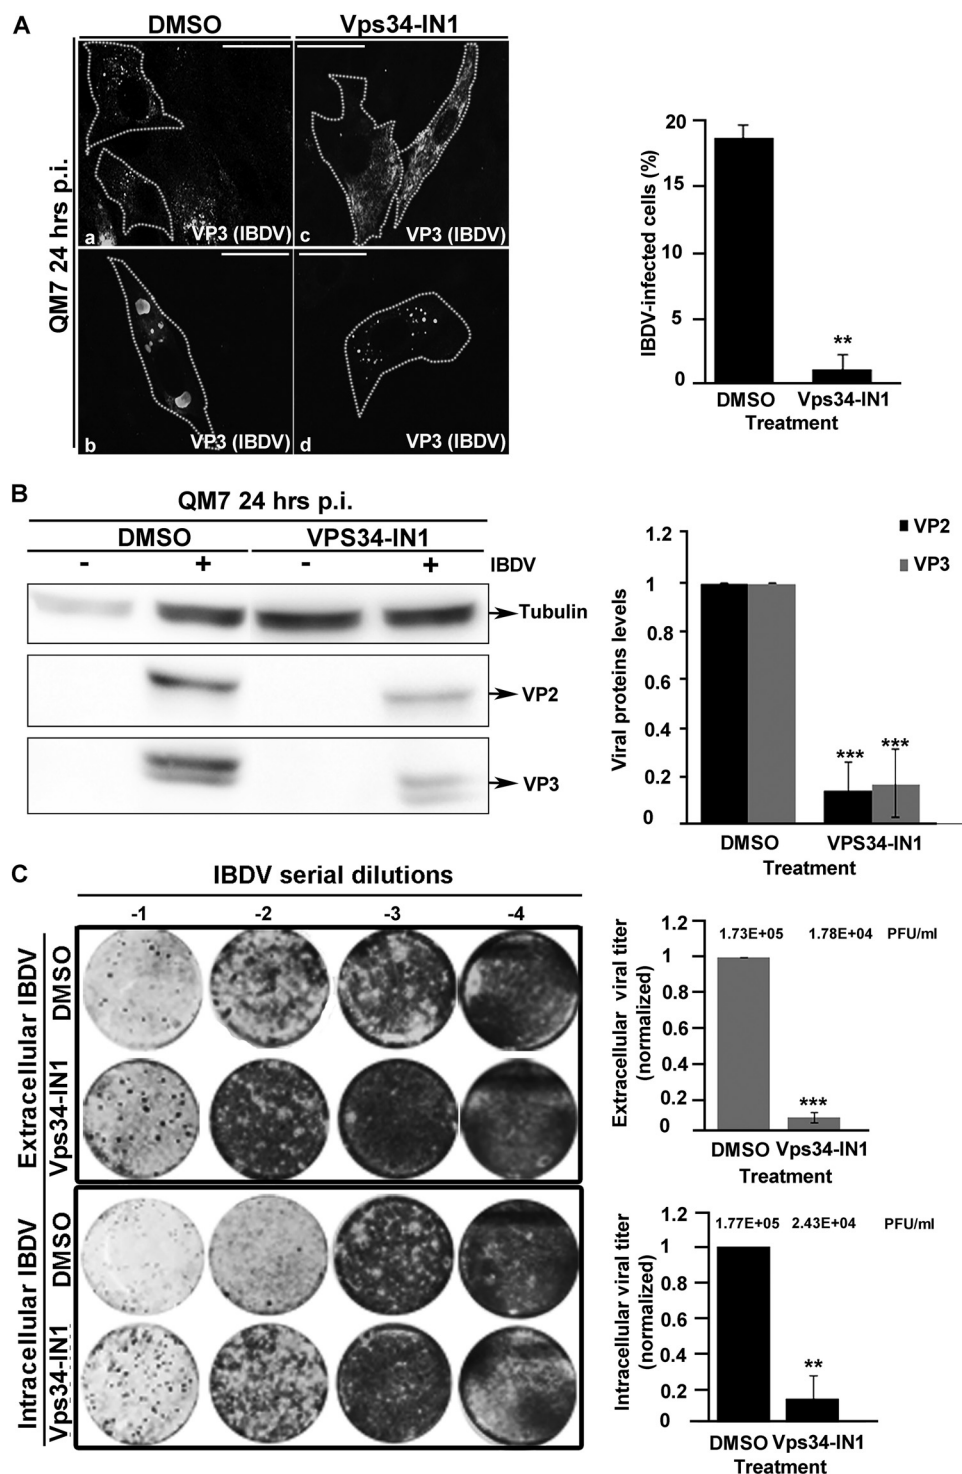 A
DMSO
Vps34-IN1
QM7 24 hrs p.i.
a
VP3 (IBDV)
c
VP3 (IBDV)
b
VP3 (IBDV)
d
VP3 (IBDV)
IBDV-infected cells (%)
20
15
10
5
0
**
DMSO
Vps34-IN1
Treatment
B
QM7 24 hrs p.i.
DMSO
VPS34-IN1
-
+
-
+
IBDV
Tubulin
VP2
VP3
Viral proteins levels
1.2
1
0.8
0.6
0.4
0.2
0
VP2
VP3
***
***
DMSO
VPS34-IN1
Treatment
C
IBDV serial dilutions
-1
-2
-3
-4
Extracellular IBDV
DMSO
Vps34-IN1
Intracellular IBDV
DMSO
Vps34-IN1
Extracellular viral titer
(normalized)
1.2
1
0.8
0.6
0.4
0.2
0
1.73E+05
1.78E+04
PFU/ml
***
DMSO
Vps34-IN1
Treatment
Intracellular viral titer
(normalized)
1.2
1
0.8
0.6
0.4
0.2
0
1.77E+05
2.43E+04
PFU/ml
**
DMSO
Vps34-IN1
Treatment